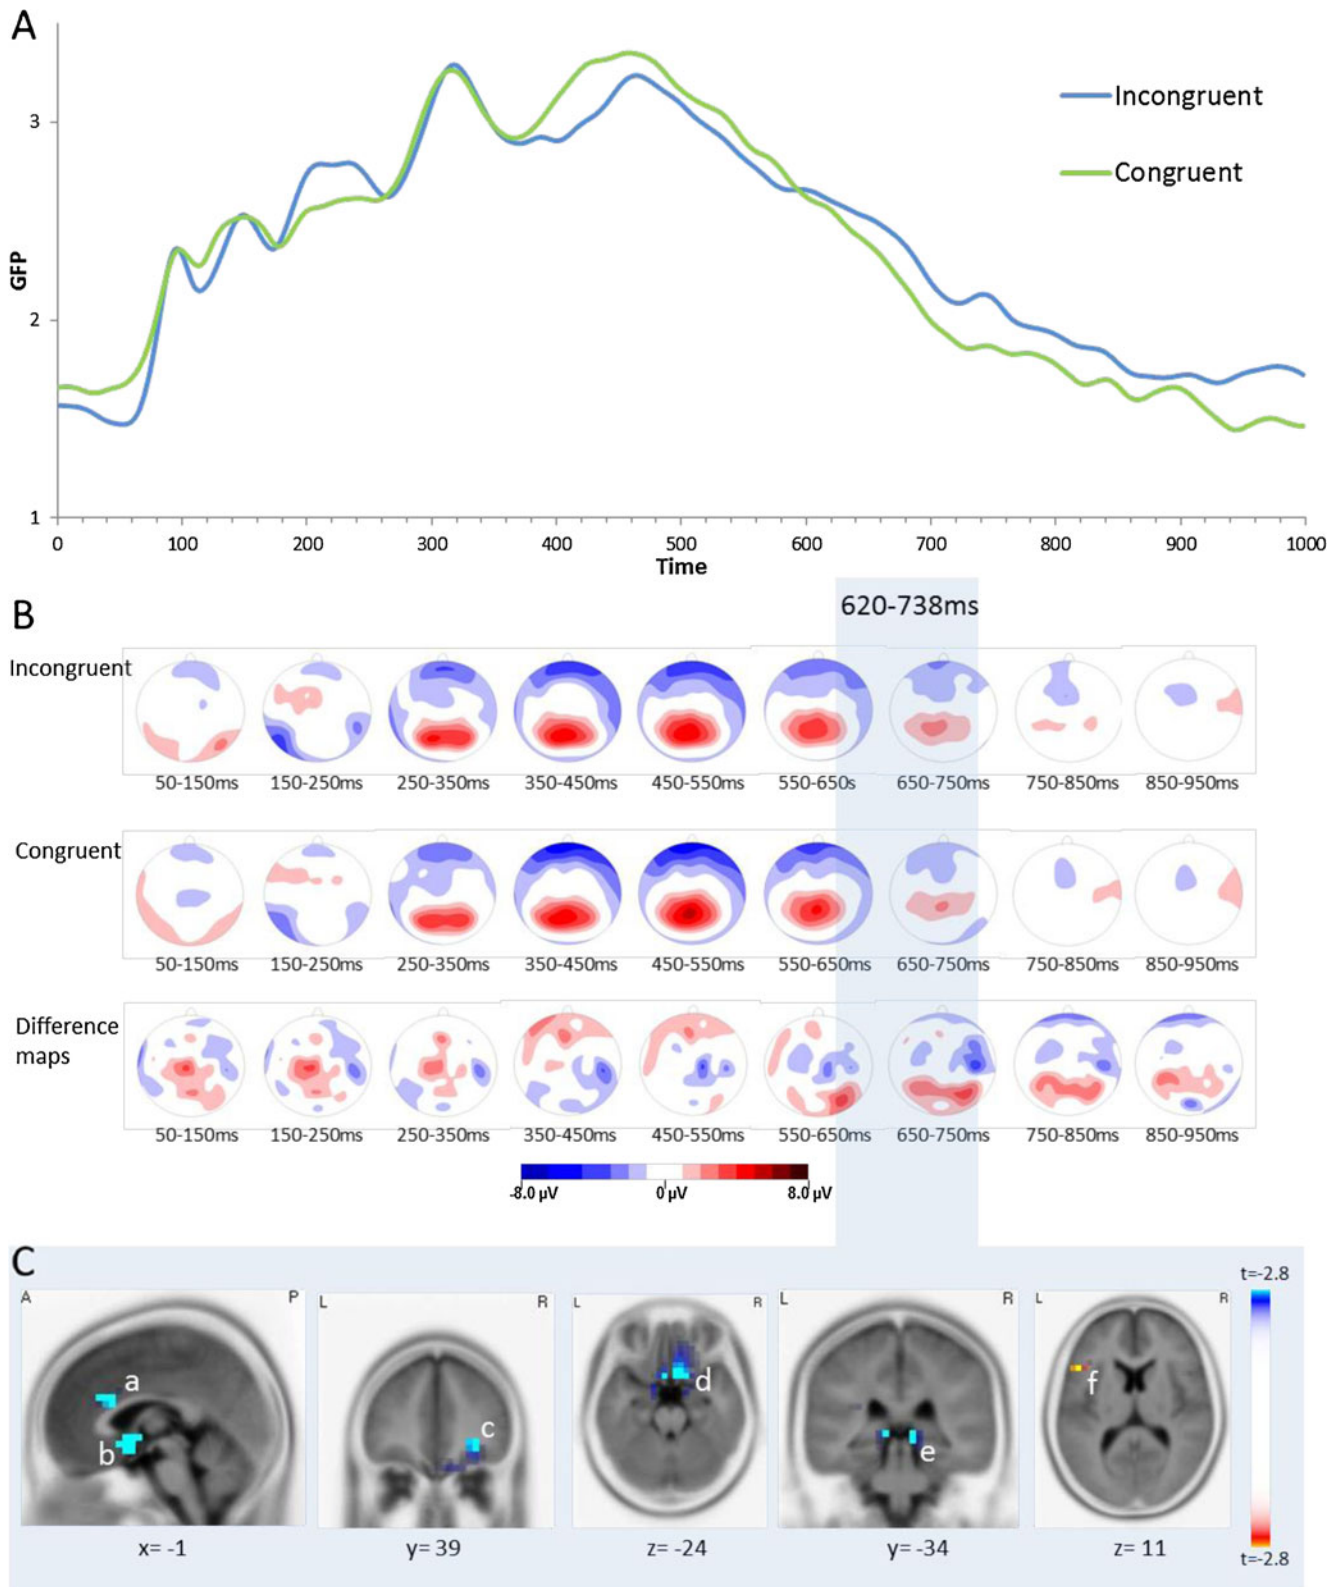 A
3
2
1
GFP
Incongruent
Congruent
0 100 200 300 400 500 600 700 800 900 1000
Time
B
620-738ms
Incongruent
50-150ms 150-250ms 250-350ms 350-450ms 450-550ms 550-650s 650-750ms 750-850ms 850-950ms
Congruent
50-150ms 150-250ms 250-350ms 350-450ms 450-550ms 550-650ms 650-750ms 750-850ms 850-950ms
Difference
maps
50-150ms 150-250ms 250-350ms 350-450ms 450-550ms 550-650ms 650-750ms 750-850ms 850-950ms
-8.0 µV 0 µV 8.0 µV
C
t=-2.8
A P L R L R L R L R
a
b
c
d
e
f
t=-2.8
x= -1 y= 39 z= -24 y= -34 z= 11